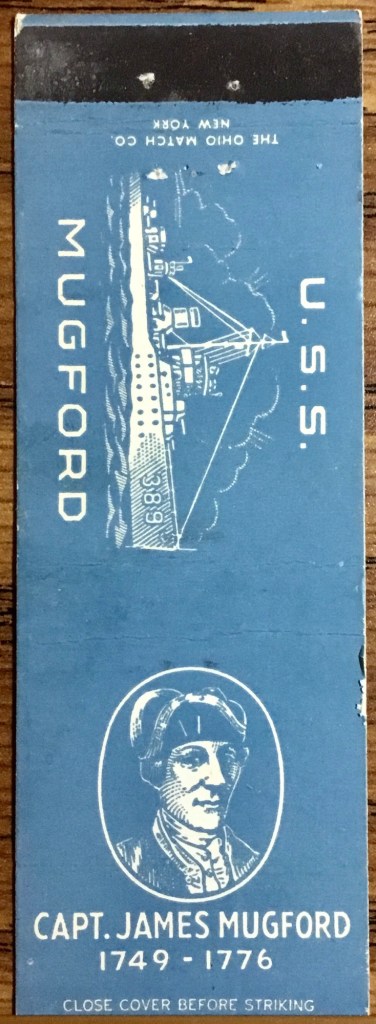 THE OHIO MATCH CO.
NEW YORK
U.S.S.
MUGFORD
389
CAPT. JAMES MUGFORD
1749 - 1776
CLOSE COVER BEFORE STRIKING